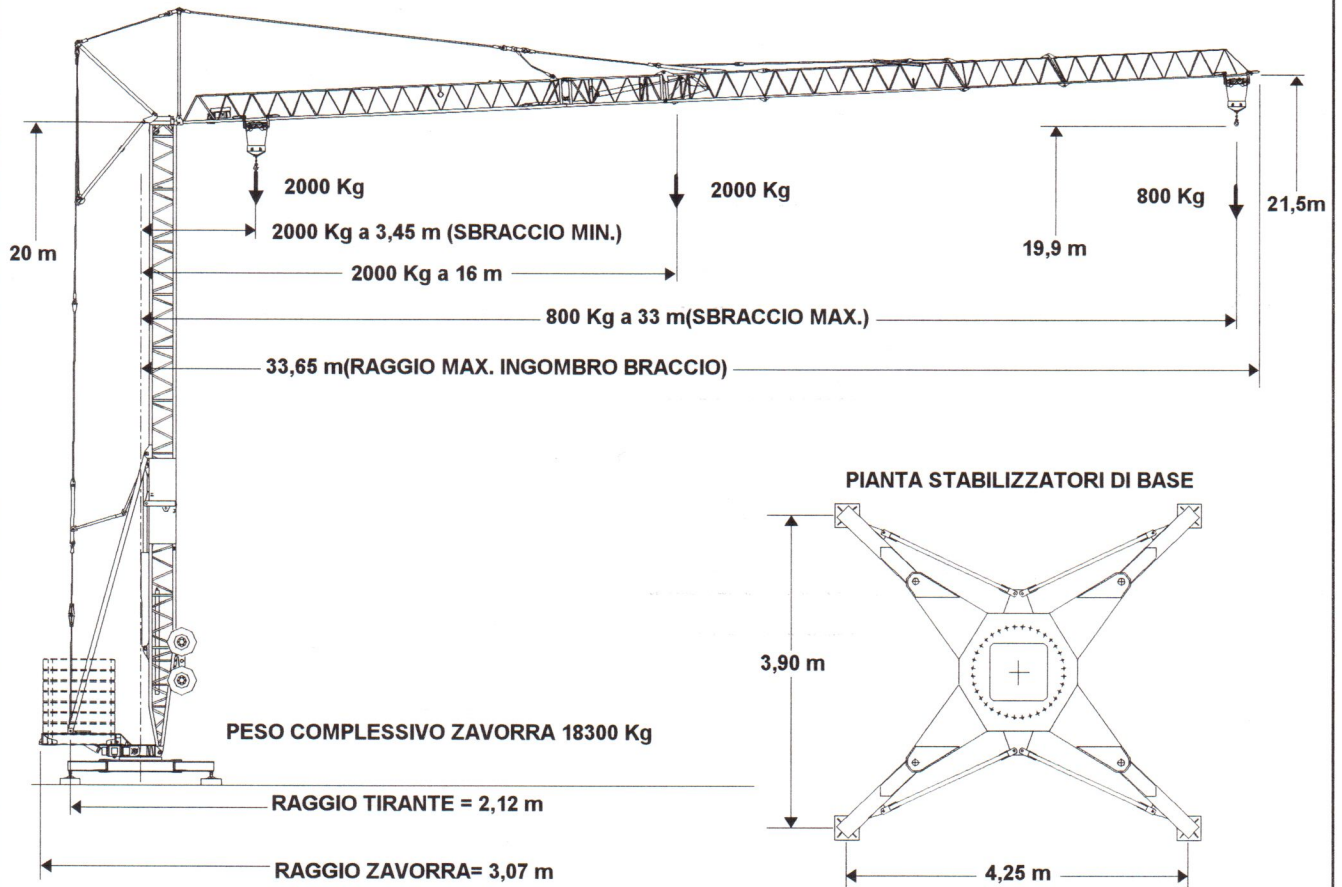 2000 Kg
2000 Kg
800 Kg
21,5m
20 m
2000 Kg a 3,45 m (SBRACCIO MIN.)
19,9 m
2000 Kg a 16 m
800 Kg a 33 m(SBRACCIO MAX.)
33,65 m(RAGGIO MAX. INGOMBRO BRACCIO)
PIANTA STABILIZZATORI DI BASE
3,90 m
PESO COMPLESSIVO ZAVORRA 18300 Kg
RAGGIO TIRANTE = 2,12 m
RAGGIO ZAVORRA= 3,07 m
4,25 m